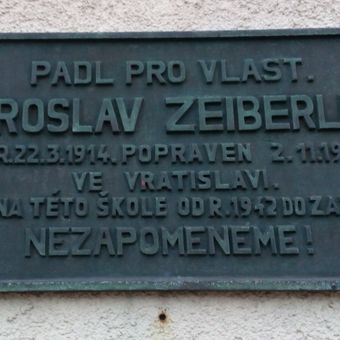 PADL PRO VLAST.
ROSLAV ZEIBERL
R.22.3.1914. POPRAVEN 2.11.19
VE VRATISLAVI.
NA TÉTO ŠKOLE OD R.1942 DO ZA
NEZAPOMENEME!